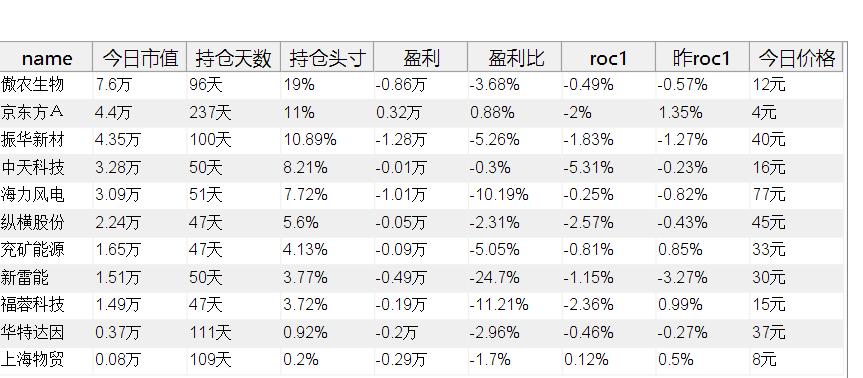 name 今日市值 持仓天数 持仓头寸 盈利 盈利比 roc1 昨roc1 今日价格
傲农生物 7.6万 96天 19% -0.86万 -3.68% -0.49% -0.57% 12元
京东方Ａ 4.4万 237天 11% 0.32万 0.88% -2% 1.35% 4元
振华新材 4.35万 100天 10.89% -1.28万 -5.26% -1.83% -1.27% 40元
中天科技 3.28万 50天 8.21% -0.01万 -0.3% -5.31% -0.23% 16元
海力风电 3.09万 51天 7.72% -1.01万 -10.19% -0.25% -0.82% 77元
纵横股份 2.24万 47天 5.6% -0.05万 -2.31% -2.57% -0.43% 45元
兖矿能源 1.65万 47天 4.13% -0.09万 -5.05% -0.81% 0.85% 33元
新雷能 1.51万 50天 3.77% -0.49万 -24.7% -1.15% -3.27% 30元
福蓉科技 1.49万 47天 3.72% -0.19万 -11.21% -2.36% 0.99% 15元
华特达因 0.37万 111天 0.92% -0.2万 -2.96% -0.46% -0.27% 37元
上海物贸 0.08万 109天 0.2% -0.29万 -1.7% 0.12% 0.5% 8元